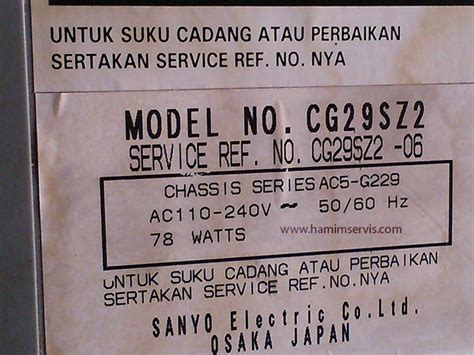 UNTUK SUKU CADANG ATAU PERBAIKAN
SERTAKAN SERVICE REF. NO. NYA
MODEL NO. CG29SZ2
SERVICE REF. NO. CG29SZ2 -06
CHASSIS SERIES AC5-G229
AC110-240V ~ 50/60 Hz
www.hamimservis.com
78 WATTS
UNTUK SUKU CADANG ATAU PERBAIKAN
SERTAKAN SERVICE REF. NO. NYA
SANYO Electric Co.Ltd.
OSAKA JAPAN